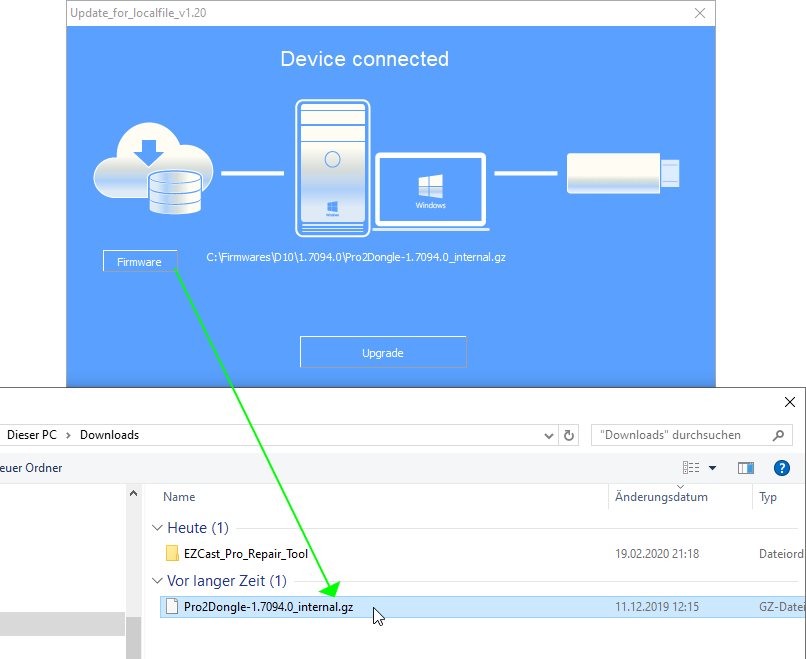 Update_for_localfile_v1.20
Device connected
Windows
Firmware
C:\Firmwares\D10\1.7094.0\Pro2Dongle-1.7094.0_internal.gz
Upgrade
Dieser PC > Downloads
"Downloads" durchsuchen
euer Ordner
?
Name
Änderungsdatum
Typ
Heute (1)
EZCast_Pro_Repair_Tool
19.02.2020 21:18
Dateiord
Vor langer Zeit (1)
Pro2Dongle-1.7094.0_internal.gz
11.12.2019 12:15
GZ-Datei